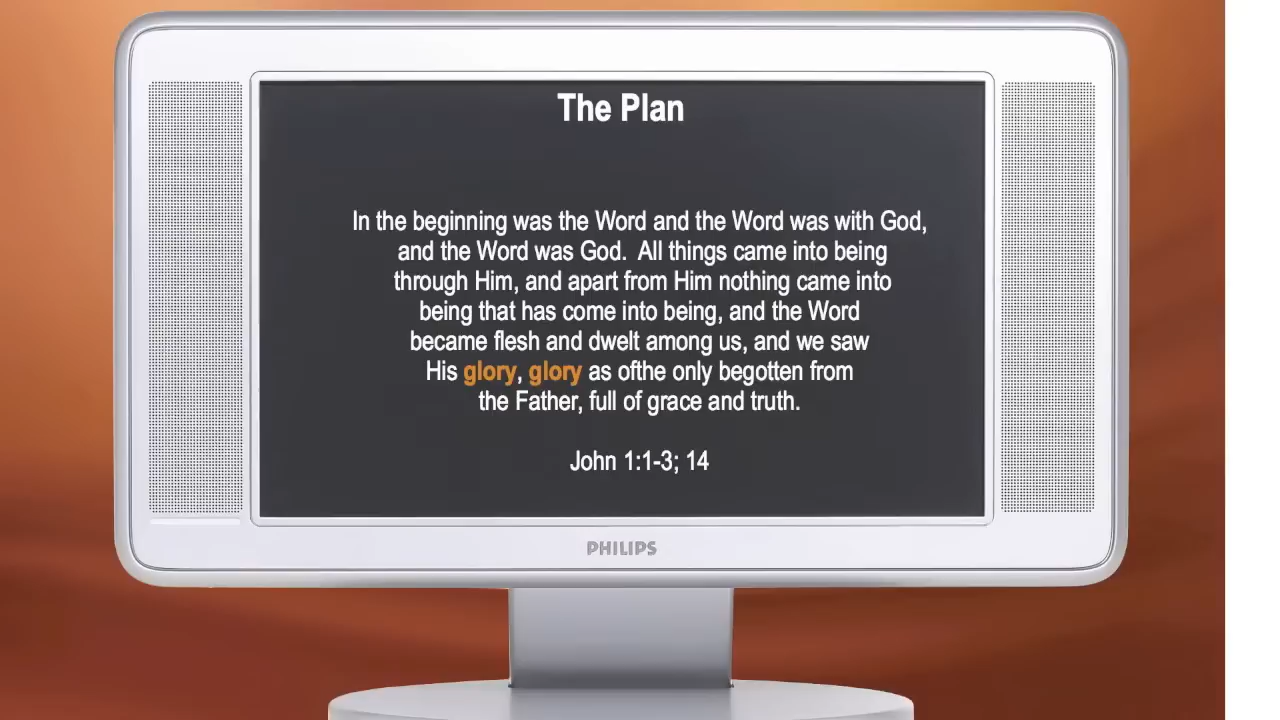 The Plan
In the beginning was the Word and the Word was with God,
and the Word was God.  All things came into being
through Him, and apart from Him nothing came into
being that has come into being, and the Word
became flesh and dwelt among us, and we saw
His glory, glory as ofthe only begotten from
the Father, full of grace and truth.
John 1:1-3; 14
PHILIPS